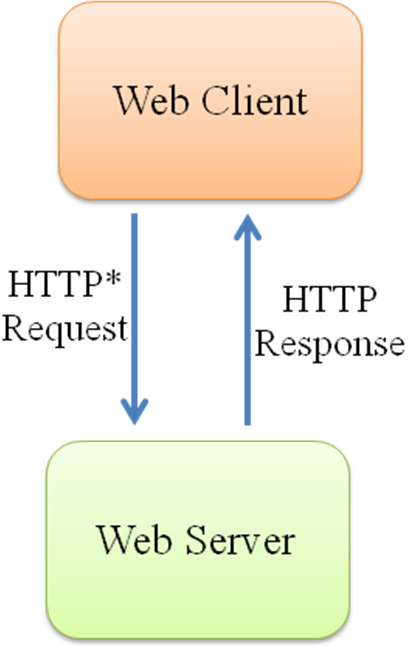 Web Client
HTTP*
Request
HTTP
Response
Web Server